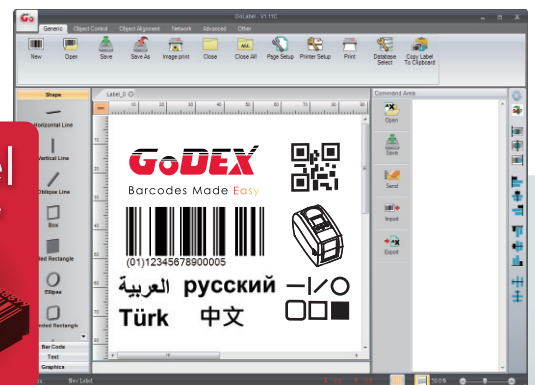 GoLabel - V1.11C
Generic Object Control Object Alignment Network Advanced Other
New Open Save Save As Image print Close Close All Page Setup Printer Setup Print Database Select Copy Label To Clipboard
Shape
Label_0
Command Area
Horizontal Line
Vertical Line
Oblique Line
Box
Ellipse
Bar Code
Text
Graphics
Open
Save
Send
Import
Export
GoDEX
Barcodes Made Easy
(01)12345678900005
العربية русский
Türk 中文
New Label